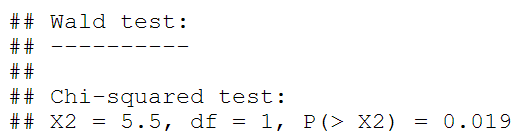 ## Wald test:
## ----------
##
## Chi-squared test:
## X2 = 5.5, df = 1, P(> X2) = 0.019